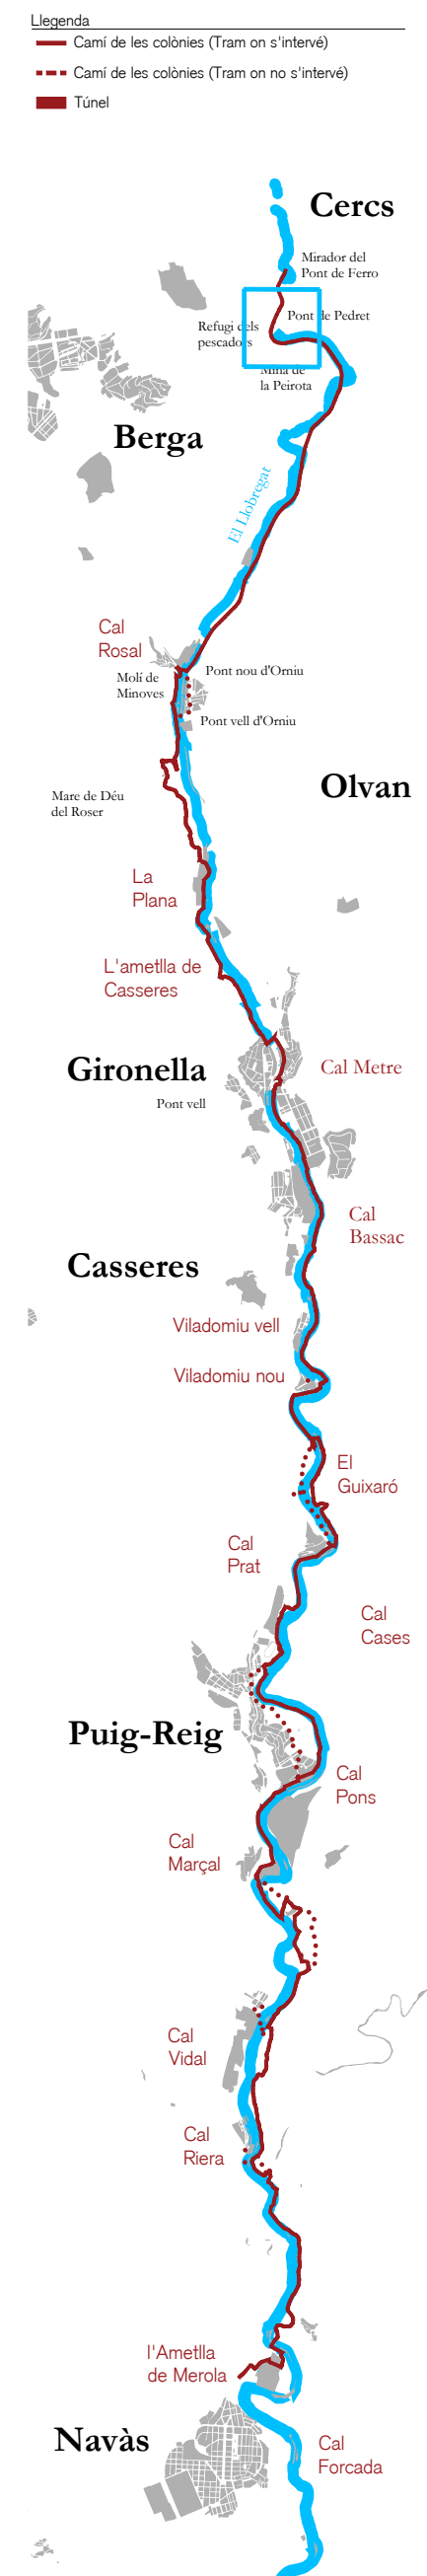 Llegenda
Camí de les colònies (Tram on s'intervé)
Camí de les colònies (Tram on no s'intervé)
Túnel
Cercs
Mirador del
Pont de Ferro
Pont de Pedret
Refugi dels
pescadors
Mina de
la Peirota
Berga
El Llobregat
Cal
Rosal
Molí de
Minoves
Pont nou d'Orniu
Pont vell d'Orniu
Olvan
Mare de Déu
del Roser
La
Plana
L'ametlla de
Casseres
Gironella
Cal Metre
Pont vell
Cal
Bassac
Casseres
Viladomiu vell
Viladomiu nou
El
Guixaró
Cal
Prat
Cal
Cases
Puig-Reig
Cal
Pons
Cal
Marçal
Cal
Vidal
Cal
Riera
l'Ametlla
de Merola
Navàs
Cal
Forcada